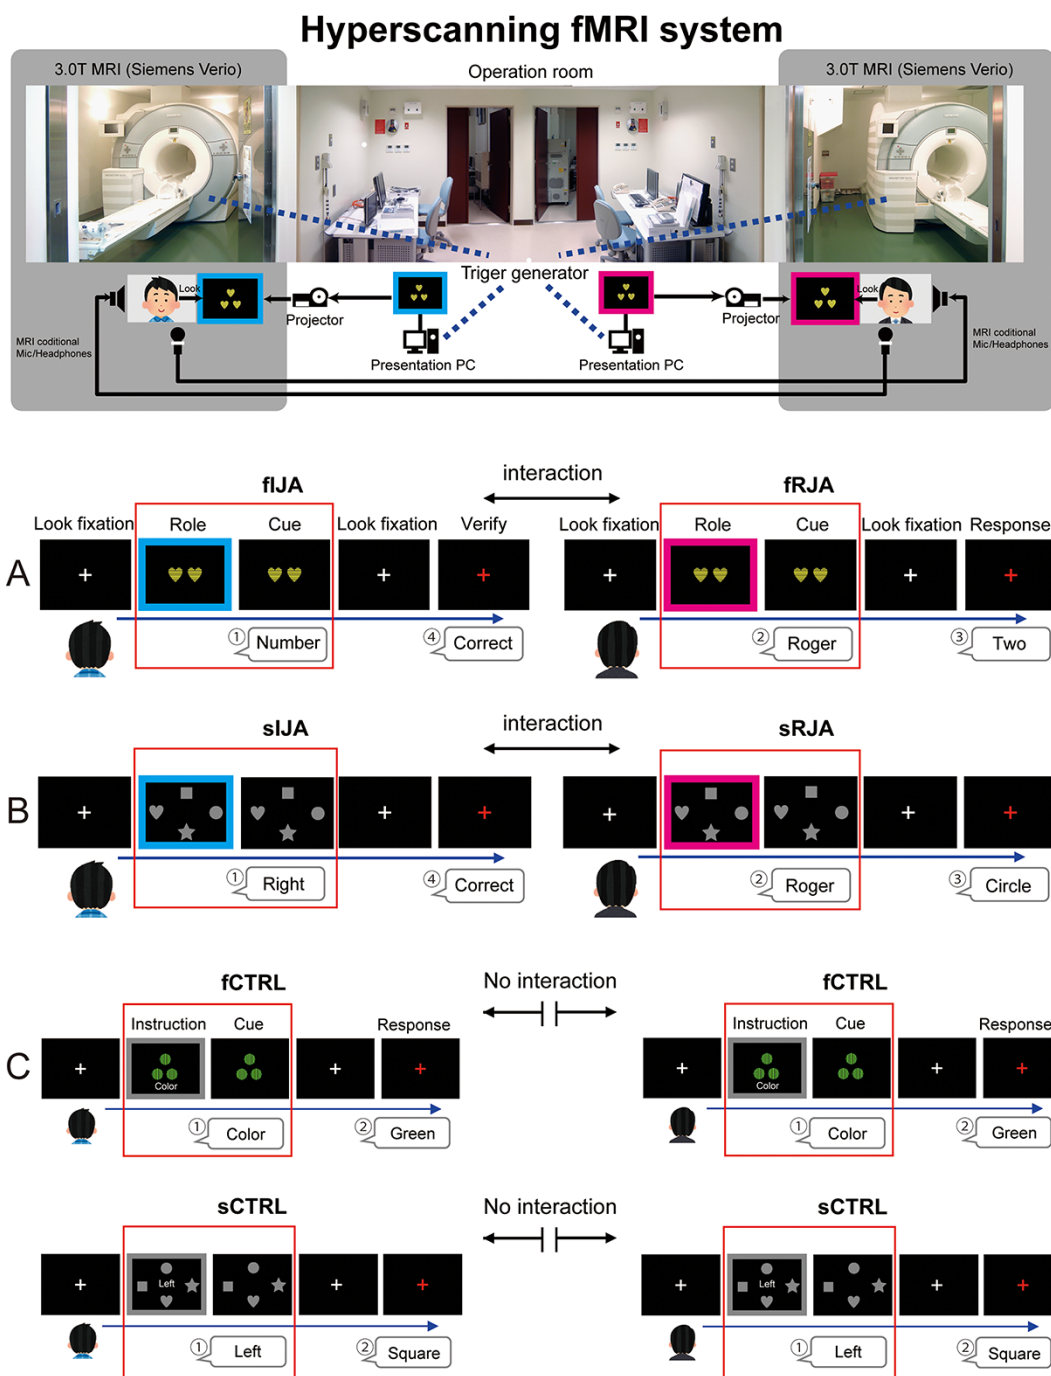 Hyperscanning fMRI system
3.0T MRI (Siemens Verio)
Operation room
3.0T MRI (Siemens Verio)
Triger generator
Look
Look
Projector
Projector
MRI coditional
Mic/Headphones
MRI coditional
Mic/Headphones
Presentation PC
Presentation PC
interaction
fIJA
fRJA
Look fixation Role Cue Look fixation Verify
Look fixation Role Cue Look fixation Response
A
① Number
④ Correct
② Roger
③ Two
interaction
sIJA
sRJA
B
① Right
④ Correct
② Roger
③ Circle
No interaction
fCTRL
fCTRL
Instruction Cue Response
Instruction Cue Response
C
Color
Color
① Color
② Green
① Color
② Green
No interaction
sCTRL
sCTRL
Left
Left
① Left
② Square
① Left
② Square